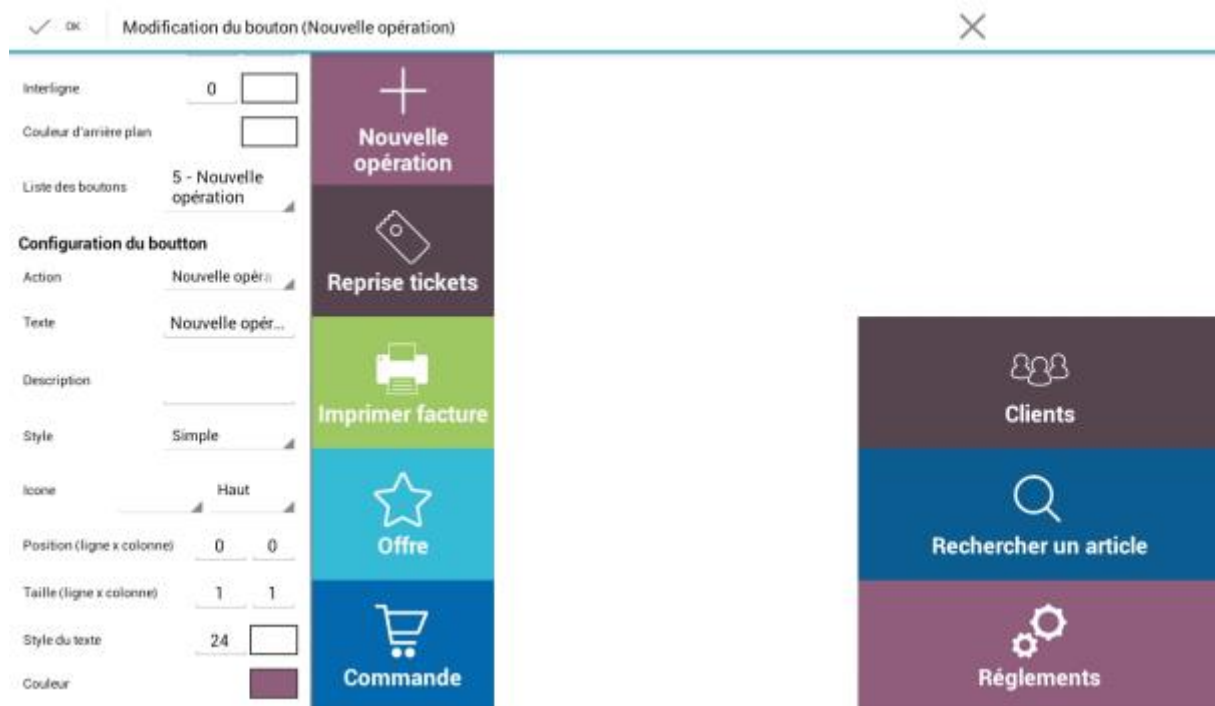 OK Modification du bouton (Nouvelle opération)
Interligne 0
Couleur d'arrière plan
Liste des boutons 5 - Nouvelle
opération
Configuration du boutton
Action Nouvelle opéra
Texte Nouvelle opér...
Description
Style Simple
Icone Haut
Position (ligne x colonne) 0 0
Taille (ligne x colonne) 1 1
Style du texte 24
Couleur
Nouvelle
opération
Reprise tickets
Imprimer facture
Offre
Commande
Clients
Rechercher un article
Réglements